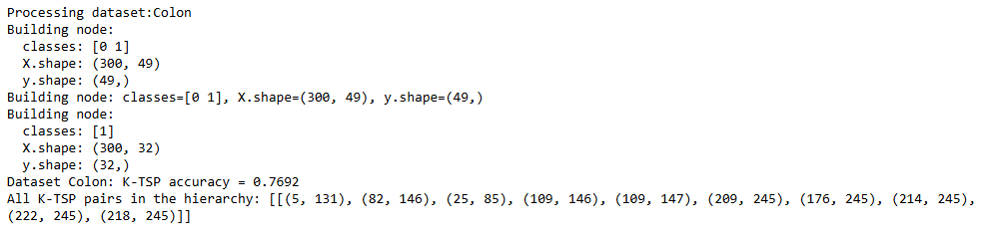 Processing dataset:Colon
Building node:
  classes: [0 1]
  X.shape: (300, 49)
  y.shape: (49,)
Building node: classes=[0 1], X.shape=(300, 49), y.shape=(49,)
Building node:
  classes: [1]
  X.shape: (300, 32)
  y.shape: (32,)
Dataset Colon: K-TSP accuracy = 0.7692
All K-TSP pairs in the hierarchy: [[(5, 131), (82, 146), (25, 85), (109, 146), (109, 147), (209, 245), (176, 245), (214, 245),
(222, 245), (218, 245)]]